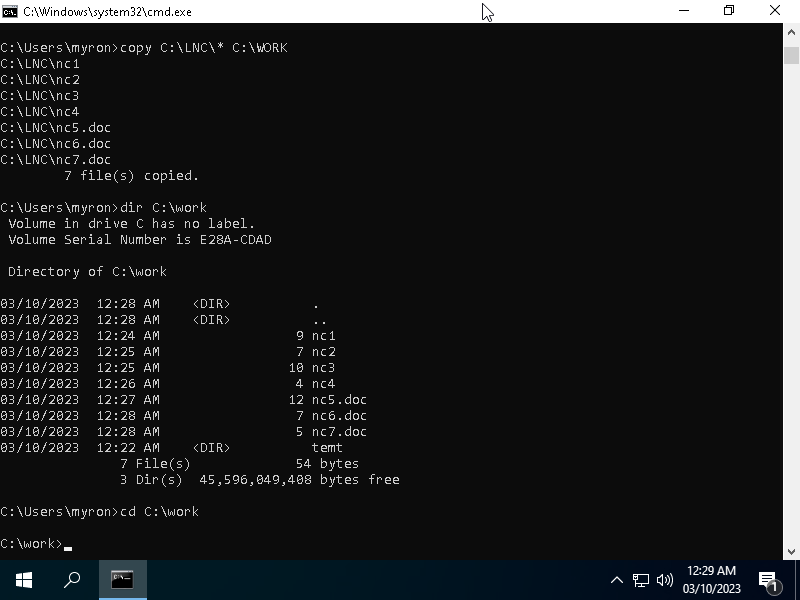 C:\Windows\system32\cmd.exe
C:\Users\myron>copy C:\LNC\* C:\WORK
C:\LNC\nc1
C:\LNC\nc2
C:\LNC\nc3
C:\LNC\nc4
C:\LNC\nc5.doc
C:\LNC\nc6.doc
C:\LNC\nc7.doc
        7 file(s) copied.
C:\Users\myron>dir C:\work
 Volume in drive C has no label.
 Volume Serial Number is E28A-CDAD
 Directory of C:\work
03/10/2023  12:28 AM    <DIR>          .
03/10/2023  12:28 AM    <DIR>          ..
03/10/2023  12:24 AM                 9 nc1
03/10/2023  12:25 AM                 7 nc2
03/10/2023  12:25 AM                10 nc3
03/10/2023  12:26 AM                 4 nc4
03/10/2023  12:27 AM                12 nc5.doc
03/10/2023  12:28 AM                 7 nc6.doc
03/10/2023  12:28 AM                 5 nc7.doc
03/10/2023  12:22 AM    <DIR>          temt
               7 File(s)             54 bytes
               3 Dir(s)  45,596,049,408 bytes free
C:\Users\myron>cd C:\work
C:\work>
12:29 AM
03/10/2023
1